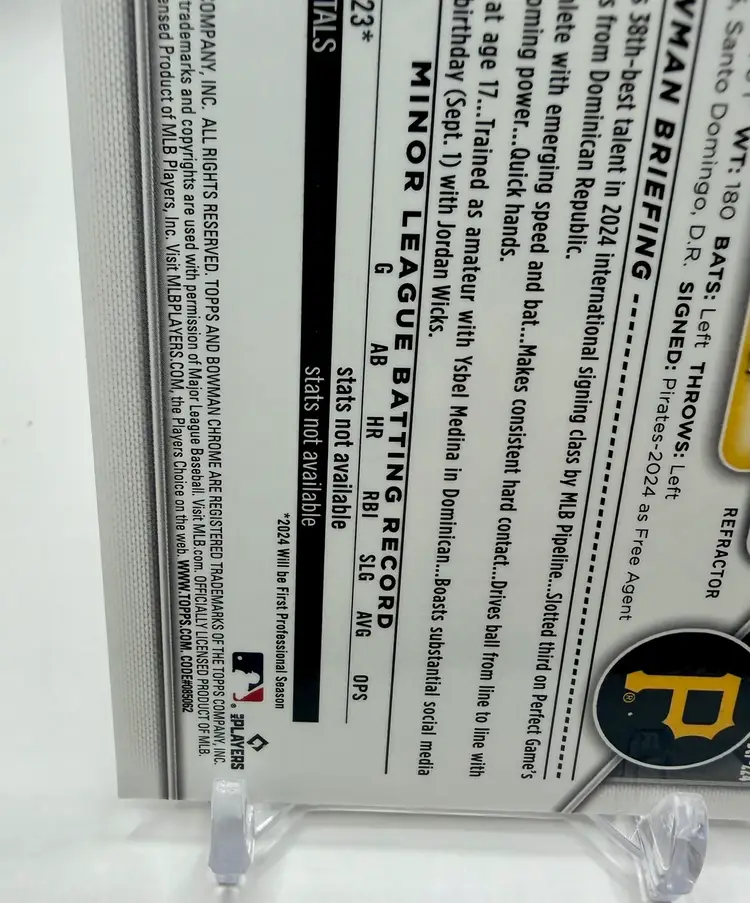 WT: 180 BATS: Left THROWS: Left
Santo Domingo, D.R. SIGNED: Pirates-2024 as Free Agent
REFRACTOR
P
®
BRIEFING
38th-best talent in 2024 international signing class by MLB Pipeline...Slotted third on Perfect Game's
from Dominican Republic.
with emerging speed and bat...Makes consistent hard contact...Drives ball from line to line with
power...Quick hands.
at age 17...Trained as amateur with Ysbel Medina in Dominican...Boasts substantial social media
birthday (Sept. 1) with Jordan Wicks.
MINOR LEAGUE BATTING RECORD
G AB HR RBI SLG AVG OPS
23* stats not available
TALS stats not available
*2024 Will be First Professional Season
COMPANY, INC. ALL RIGHTS RESERVED. TOPPS AND BOWMAN CHROME ARE REGISTERED TRADEMARKS OF THE TOPPS COMPANY, INC.
trademarks and copyrights are used with permission of Major League Baseball. Visit MLB.com. OFFICIALLY LICENSED PRODUCT OF MLB.
Product of MLB Players, Inc. Visit MLBPLAYERS.COM, the Players Choice on the web. WWW.TOPPS.COM. CODE#085062
PLAYERS